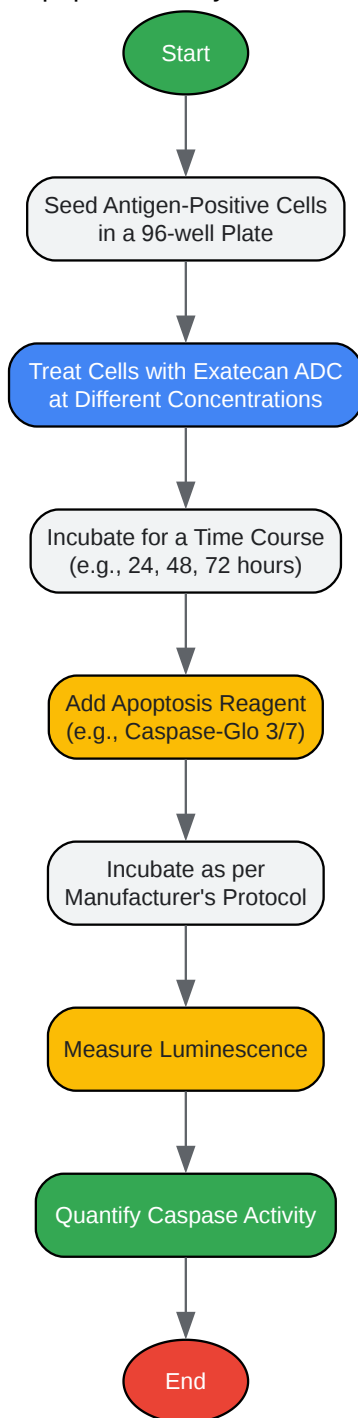 Start
Seed Antigen-Positive Cells
in a 96-well Plate
Treat Cells with Exatecan ADC
at Different Concentrations
Incubate for a Time Course
(e.g., 24, 48, 72 hours)
Add Apoptosis Reagent
(e.g., Caspase-Glo 3/7)
Incubate as per
Manufacturer's Protocol
Measure Luminescence
Quantify Caspase Activity
End